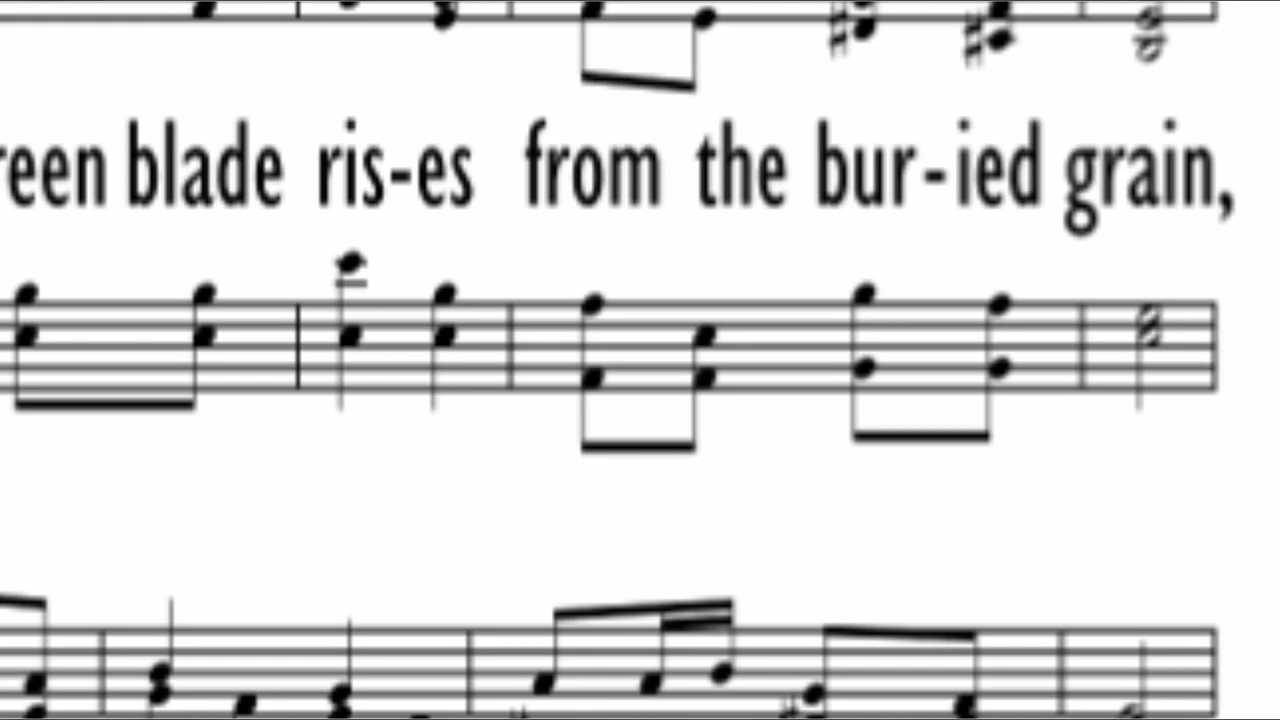 reen blade ris-es from the bur-ied grain,